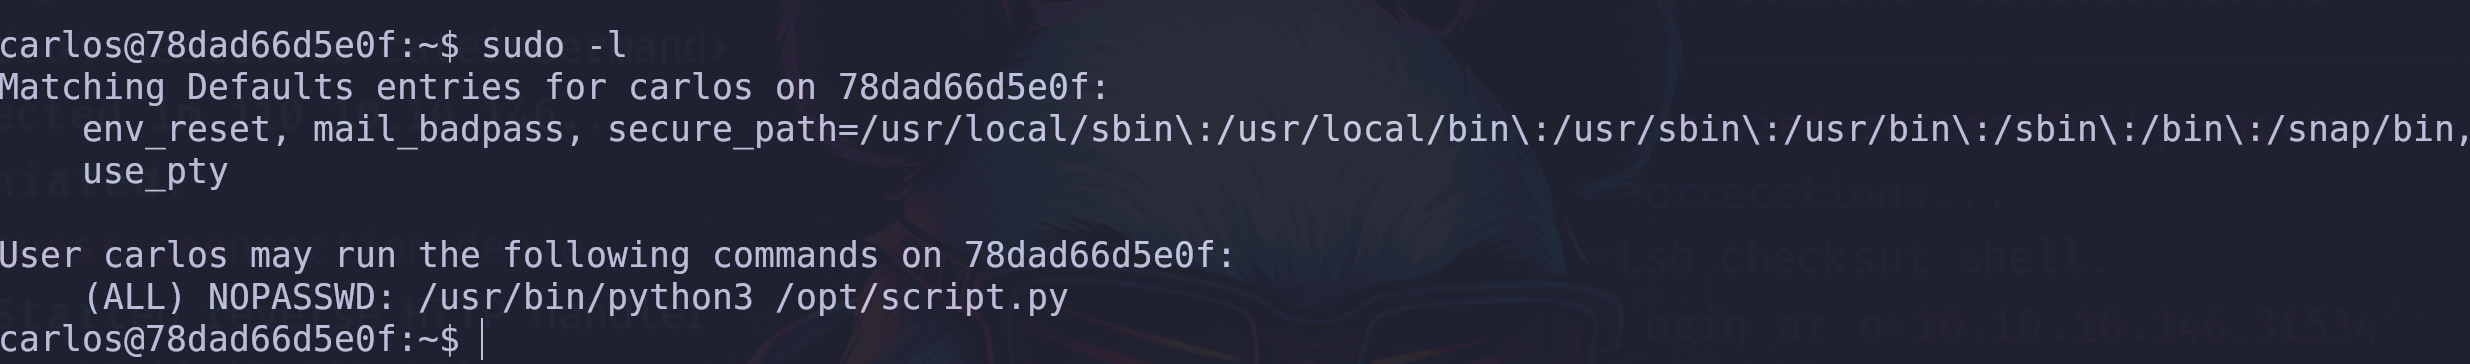 carlos@78dad66d5e0f:~$ sudo -l
Matching Defaults entries for carlos on 78dad66d5e0f:
    env_reset, mail_badpass, secure_path=/usr/local/sbin\:/usr/local/bin\:/usr/sbin\:/usr/bin\:/sbin\:/bin\:/snap/bin,
    use_pty

User carlos may run the following commands on 78dad66d5e0f:
    (ALL) NOPASSWD: /usr/bin/python3 /opt/script.py
carlos@78dad66d5e0f:~$